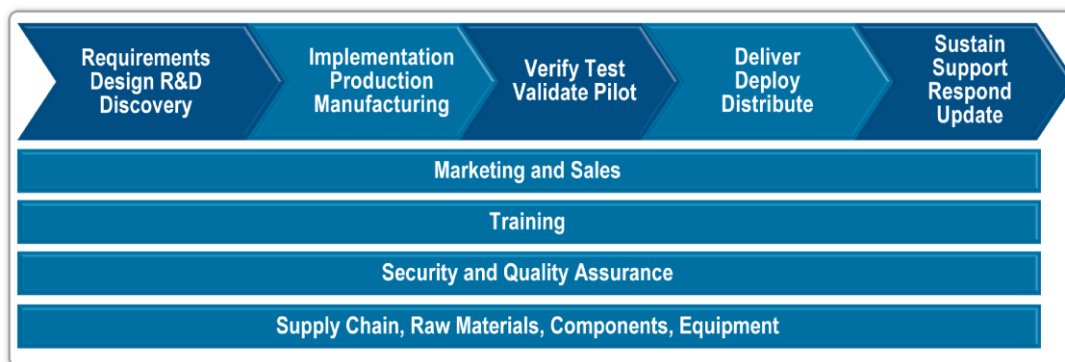 Requirements
Design R&D
Discovery
Implementation
Production
Manufacturing
Verify Test
Validate Pilot
Deliver
Deploy
Distribute
Sustain
Support
Respond
Update
Marketing and Sales
Training
Security and Quality Assurance
Supply Chain, Raw Materials, Components, Equipment